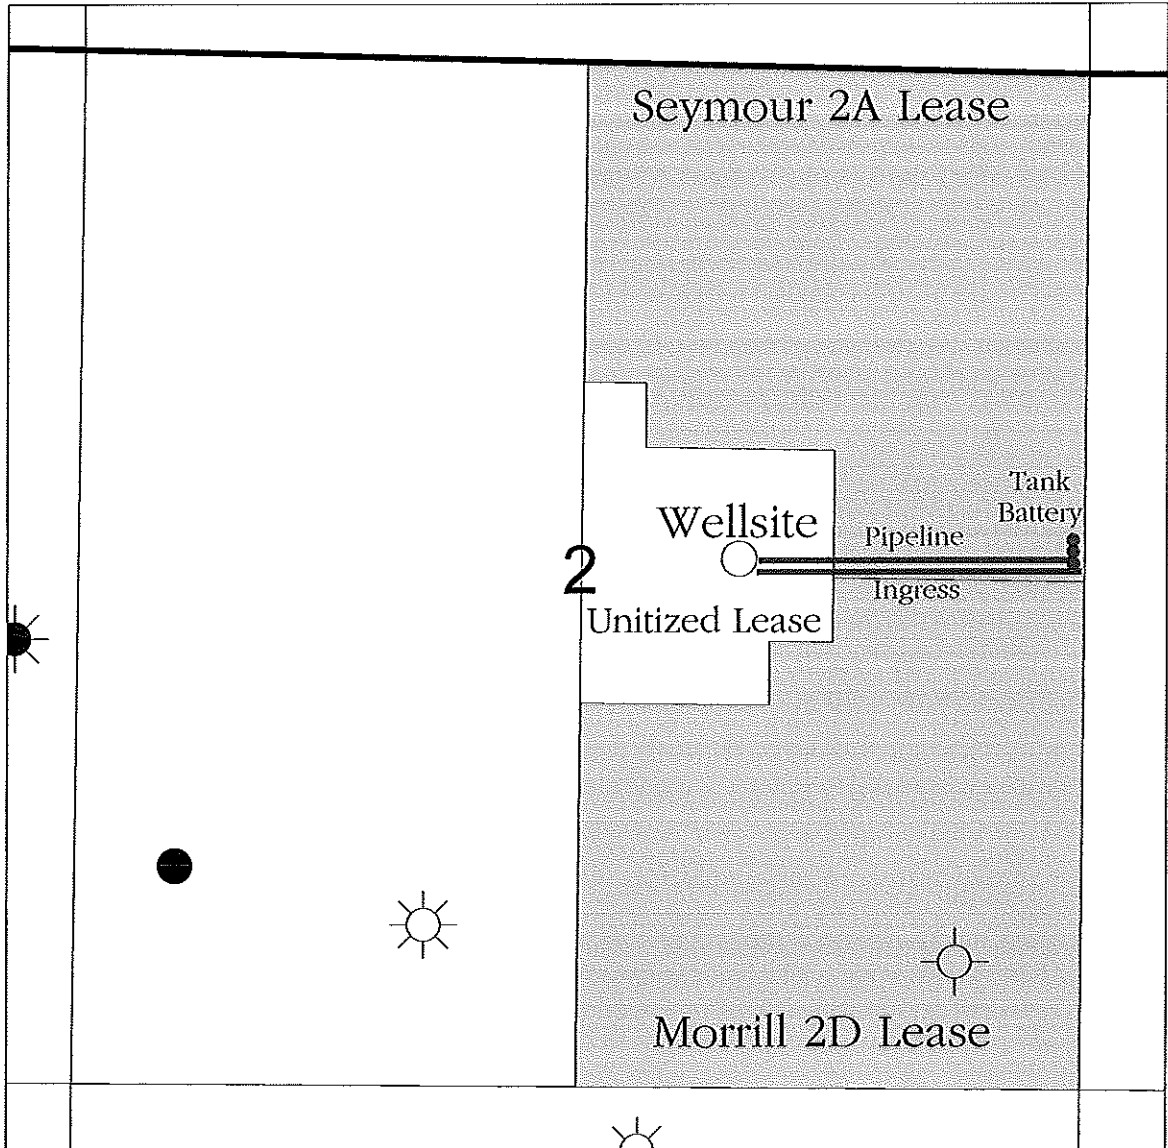 Seymour 2A Lease
Tank
Battery
Wellsite
Pipeline
2
Ingress
Unitized Lease
Morrill 2D Lease